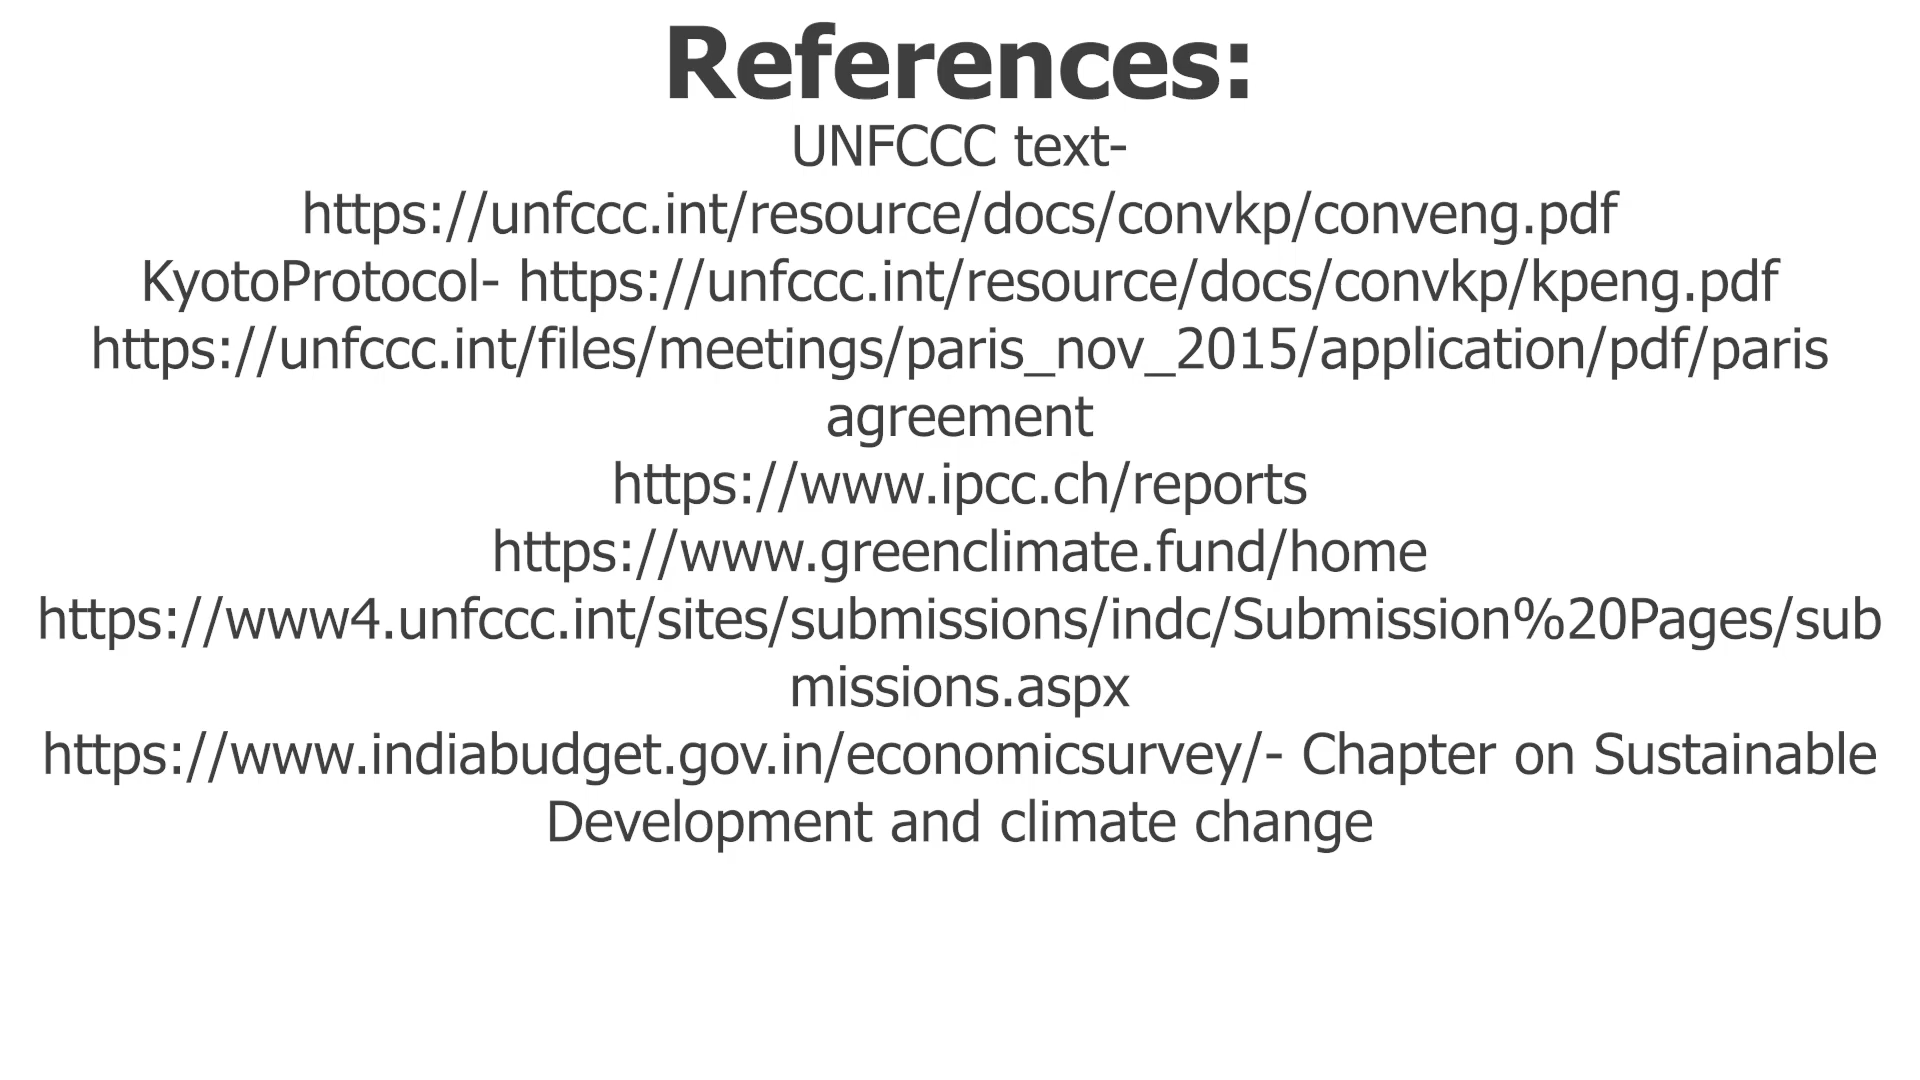 References:
UNFCCC text-
https://unfccc.int/resource/docs/convkp/conveng.pdf
KyotoProtocol- https://unfccc.int/resource/docs/convkp/kpeng.pdf
https://unfccc.int/files/meetings/paris_nov_2015/application/pdf/paris
agreement
https://www.ipcc.ch/reports
https://www.greenclimate.fund/home
https://www4.unfccc.int/sites/submissions/indc/Submission%20Pages/sub
missions.aspx
https://www.indiabudget.gov.in/economicsurvey/- Chapter on Sustainable
Development and climate change